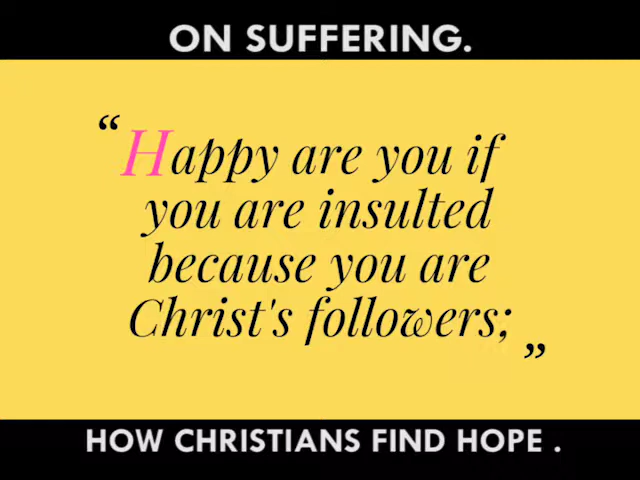 ON SUFFERING.
“Happy are you if
you are insulted
because you are
Christ's followers;”
HOW CHRISTIANS FIND HOPE .